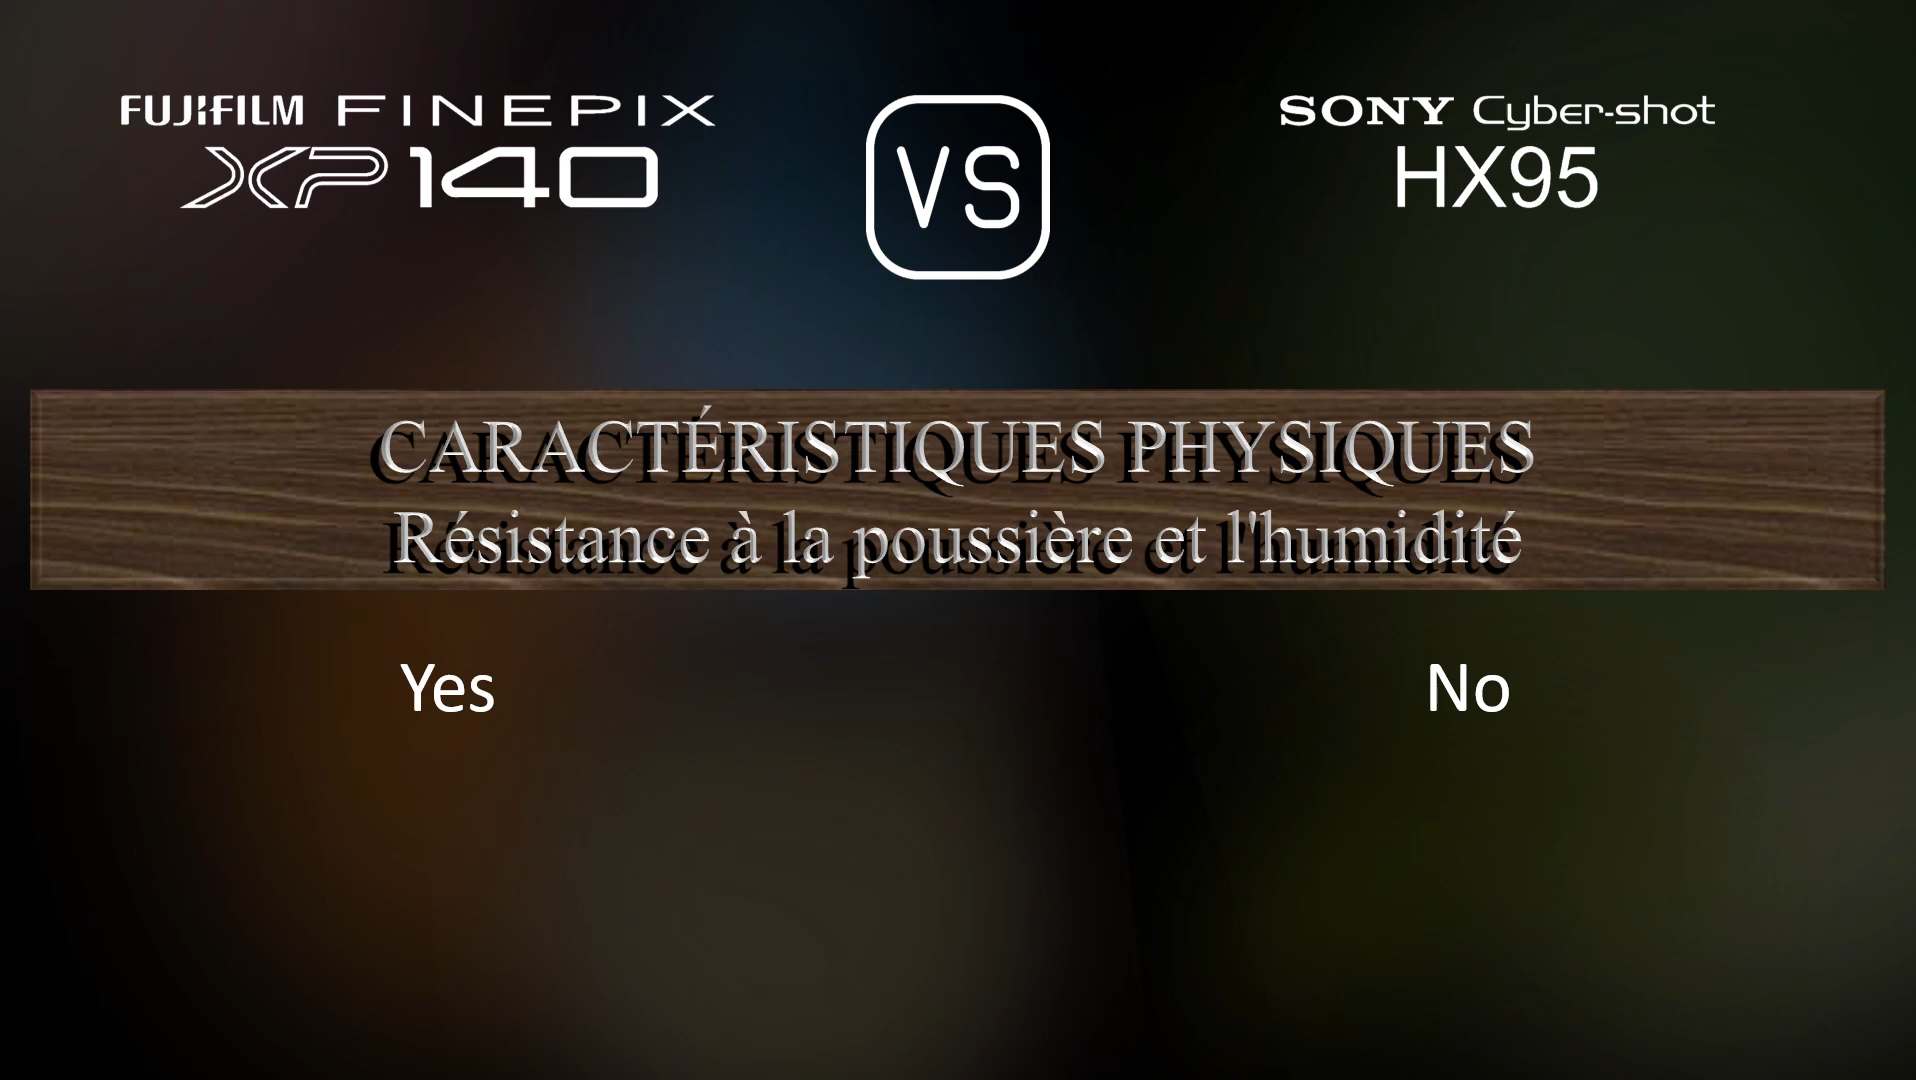 FUJIFILM FINEPIX
XP140
VS
SONY Cyber-shot
HX95
CARACTÉRISTIQUES PHYSIQUES
Résistance à la poussière et l'humidité
Yes
No